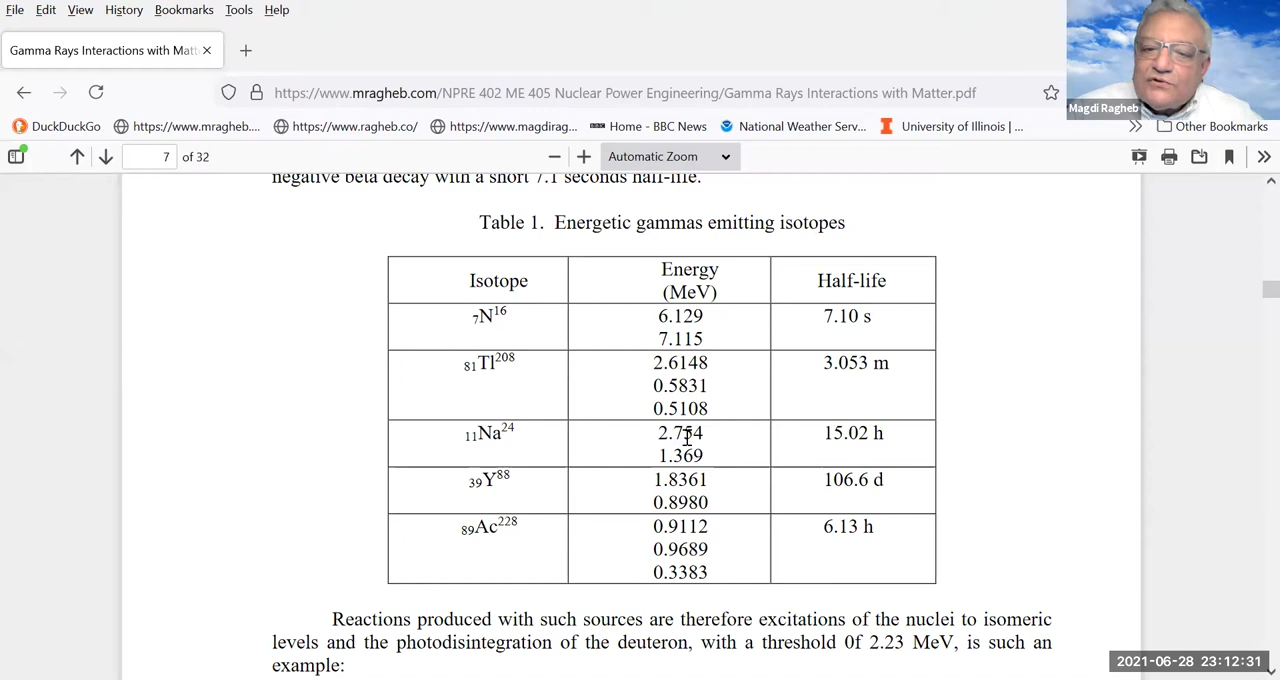 File Edit View History Bookmarks Tools Help
Gamma Rays Interactions with Matt
https://www.mragheb.com/NPRE 402 ME 405 Nuclear Power Engineering/Gamma Rays Interactions with Matter.pdf
Magdi Ragheb
DuckDuckGo https://www.mragheb.... https://www.ragheb.co/ https://www.magdirag... Home - BBC News National Weather Serv... University of Illinois |... Other Bookmarks
7 of 32 Automatic Zoom
negative beta decay with a short 7.1 seconds half-life.
Table 1. Energetic gammas emitting isotopes
Isotope Energy (MeV) Half-life
₇N¹⁶ 6.129 7.10 s
7.115
₈₁Tl²⁰⁸ 2.6148 3.053 m
0.5831
0.5108
₁₁Na²⁴ 2.754 15.02 h
1.369
₃₉Y⁸⁸ 1.8361 106.6 d
0.8980
₈₉Ac²²⁸ 0.9112 6.13 h
0.9689
0.3383
Reactions produced with such sources are therefore excitations of the nuclei to isomeric
levels and the photodisintegration of the deuteron, with a threshold 0f 2.23 MeV, is such an
example:
2021-06-28 23:12:31